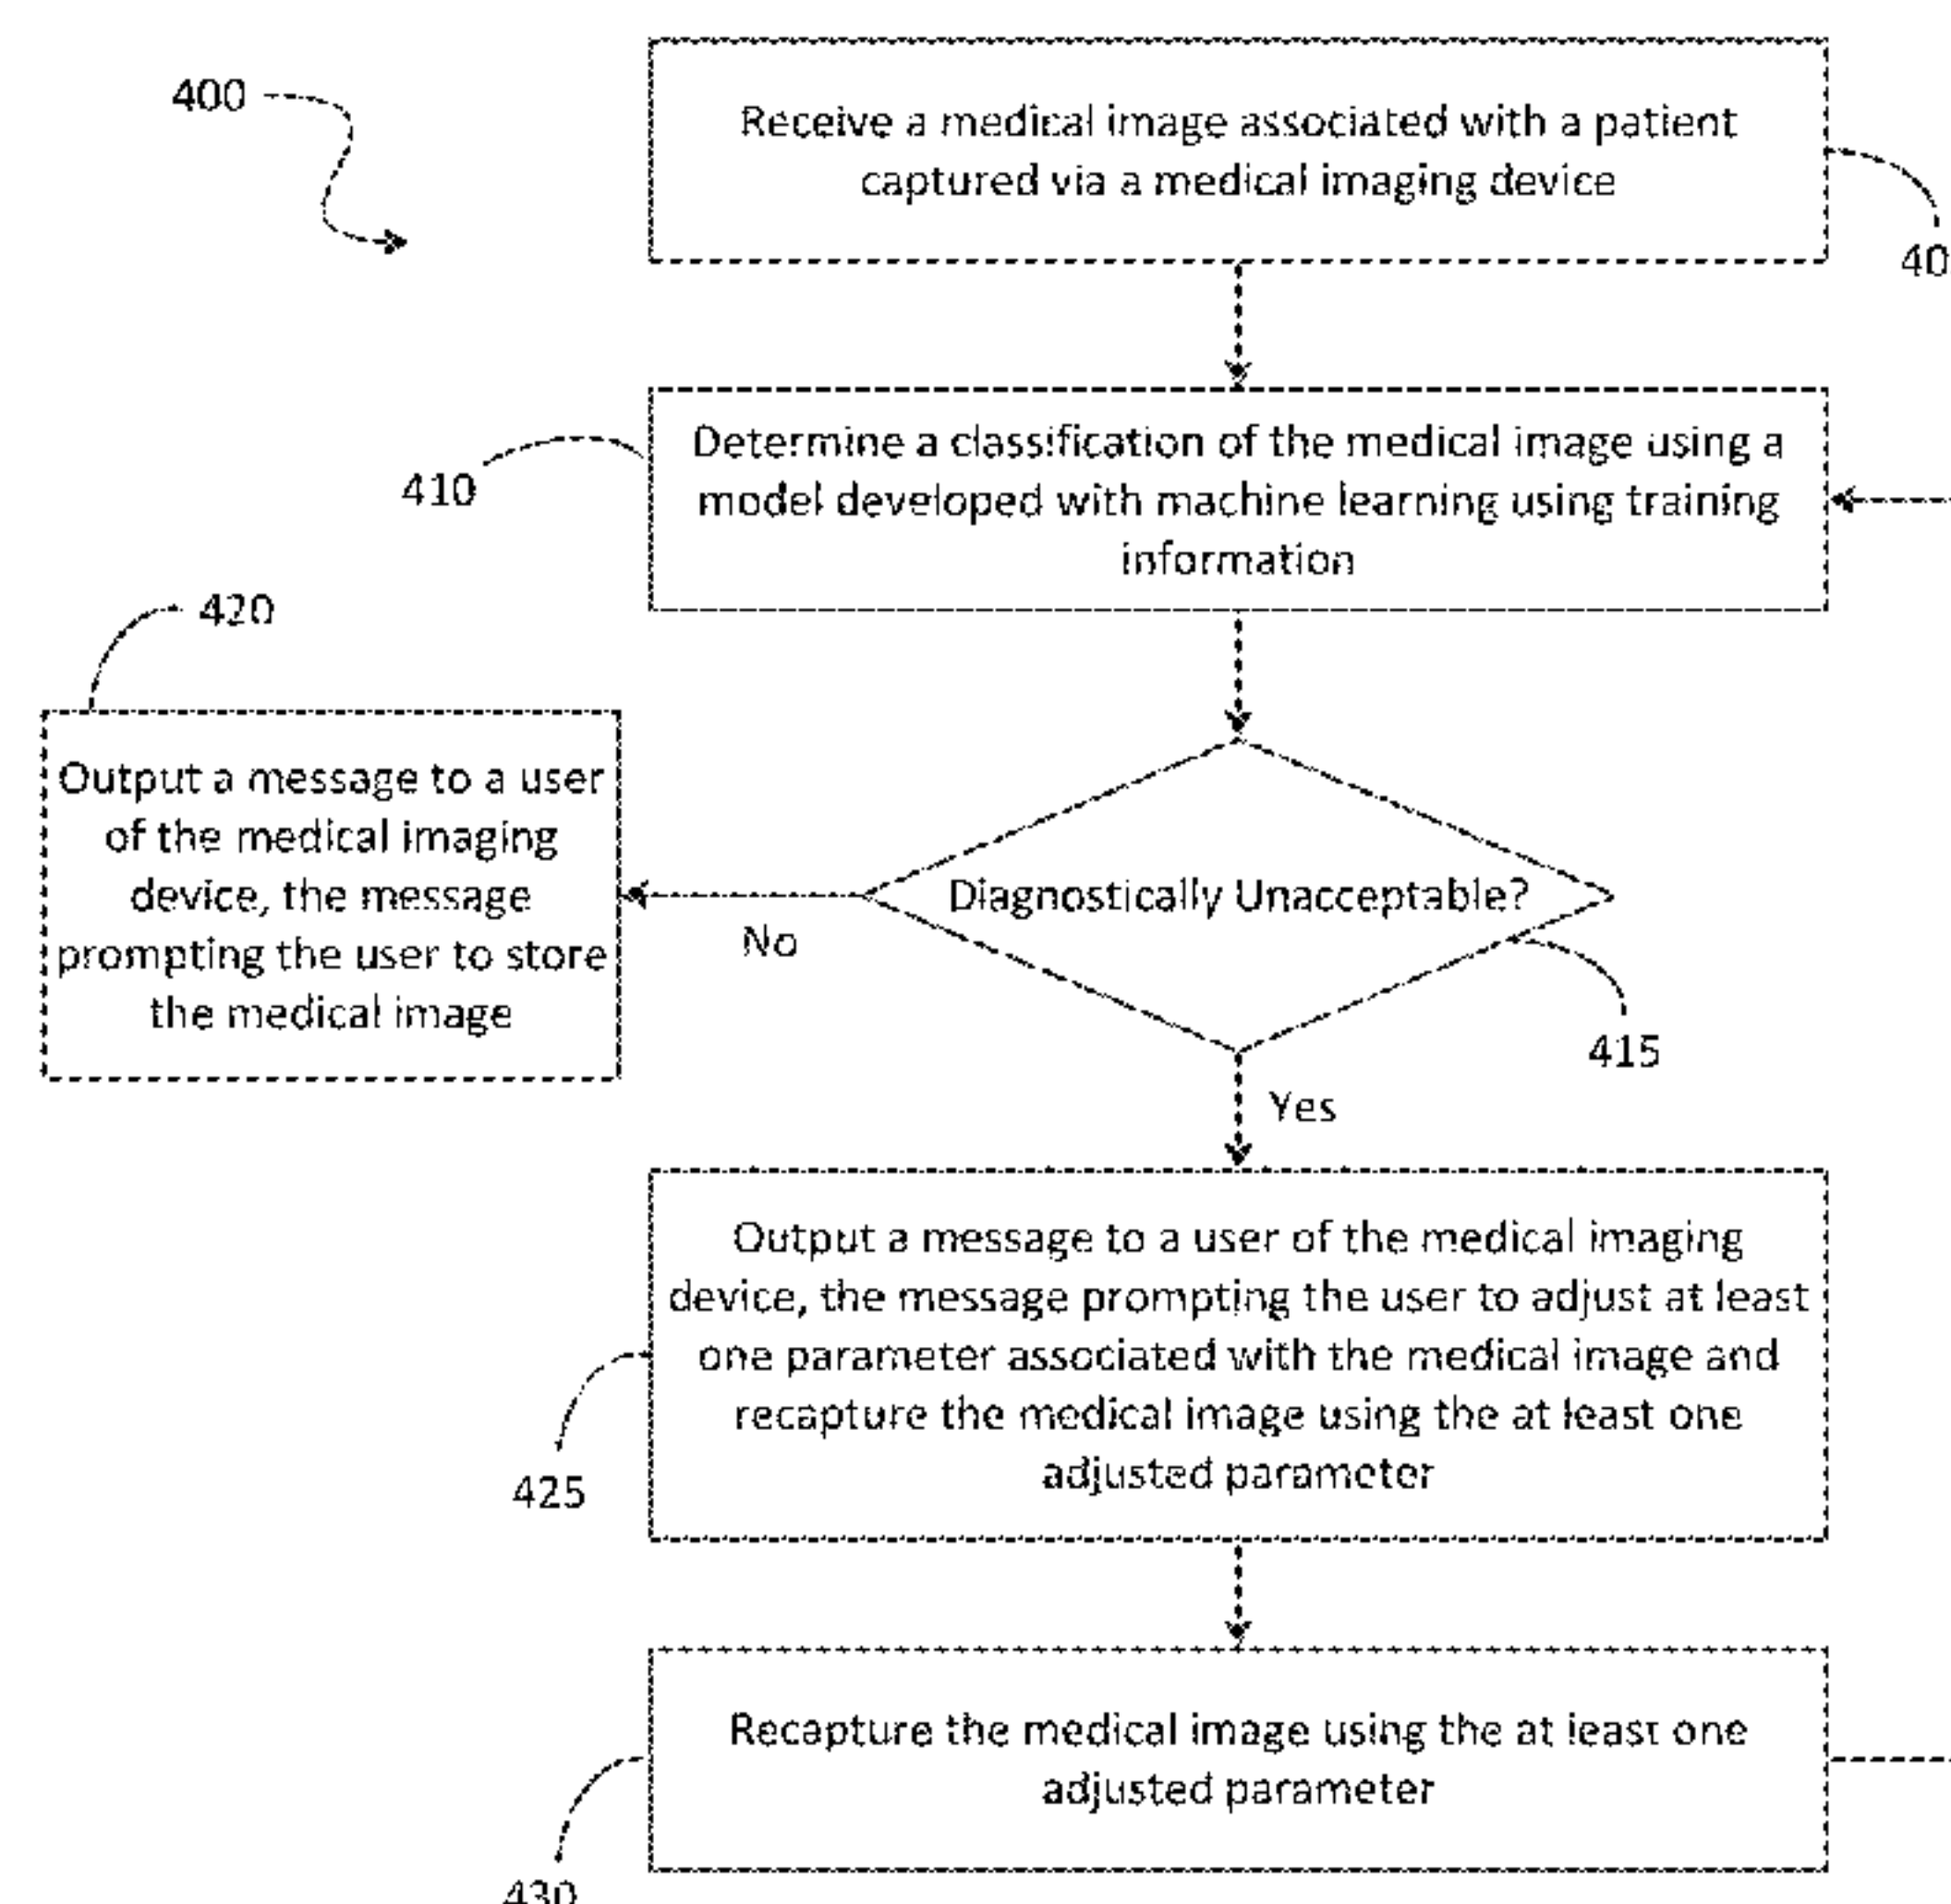 400
Receive a medical image associated with a patient
captured via a medical imaging device
40
Determine a classification of the medical image using a
model developed with machine learning using training
information
410
420
Output a message to a user
of the medical imaging
device, the message
prompting the user to store
the medical image
Diagnostically Unacceptable?
No
415
Yes
Output a message to a user of the medical imaging
device, the message prompting the user to adjust at least
one parameter associated with the medical image and
recapture the medical image using the at least one
adjusted parameter
425
Recapture the medical image using the at least one
adjusted parameter
430